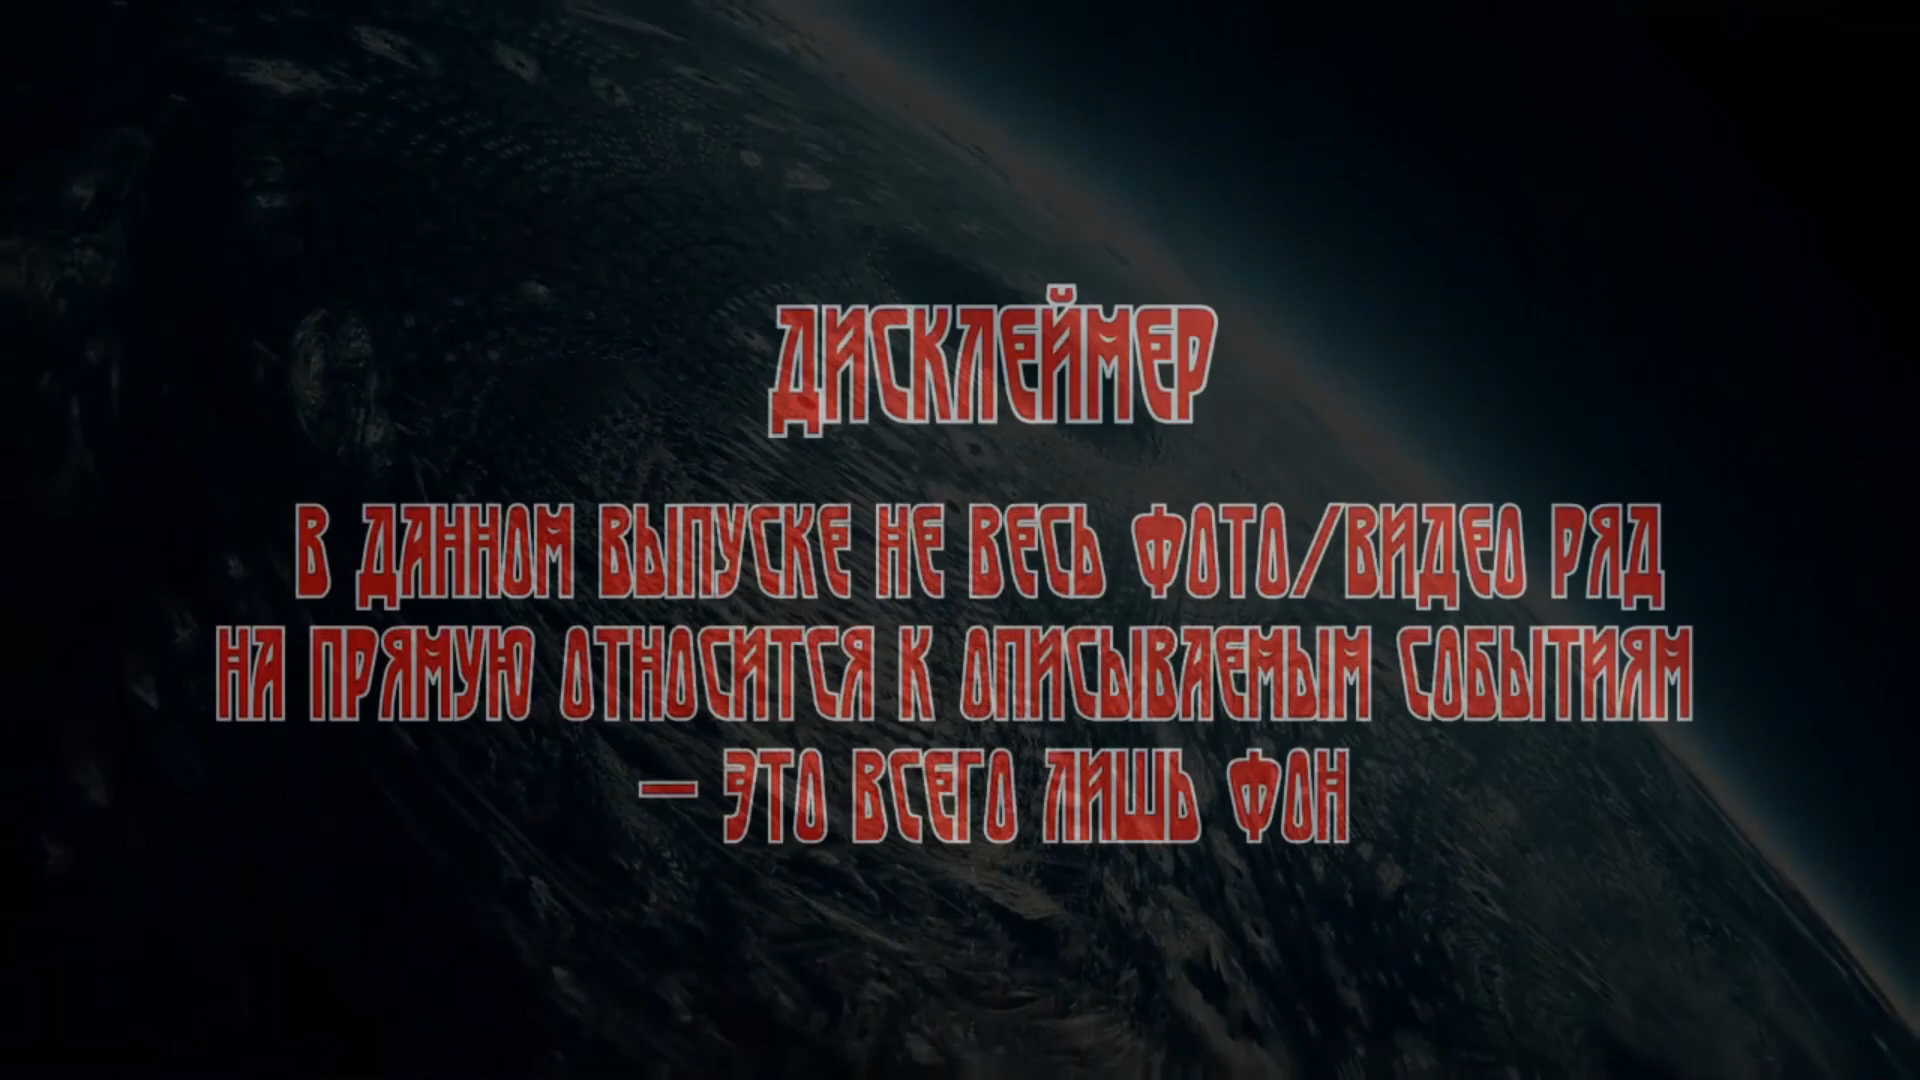 ДИСКЛЕЙМЕР
В ДАННОМ ВЫПУСКЕ НЕ ВЕСЬ ФОТО/ВИДЕО РЯД
НА ПРЯМУЮ ОТНОСИТСЯ К ОПИСЫВАЕМЫМ СОБЫТИЯМ
— ЭТО ВСЕГО ЛИШЬ ФОН